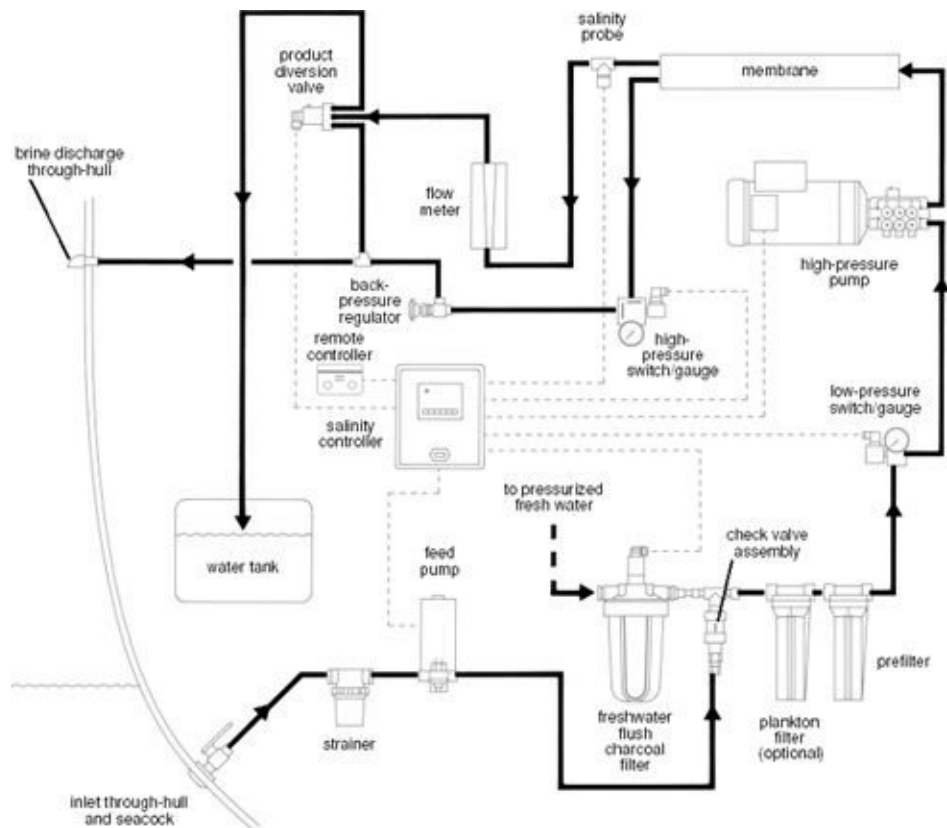 salinity
probe
product
diversion
valve
membrane
brine discharge
through-hull
flow
meter
high-pressure
pump
back-
pressure
regulator
remote
controller
high-
pressure
switch/gauge
low-pressure
switch/gauge
salinity
controller
to pressurized
fresh water
check valve
assembly
feed
pump
water tank
prefilter
strainer
freshwater
flush
charcoal
filter
plankton
filter
(optional)
inlet through-hull
and seacock